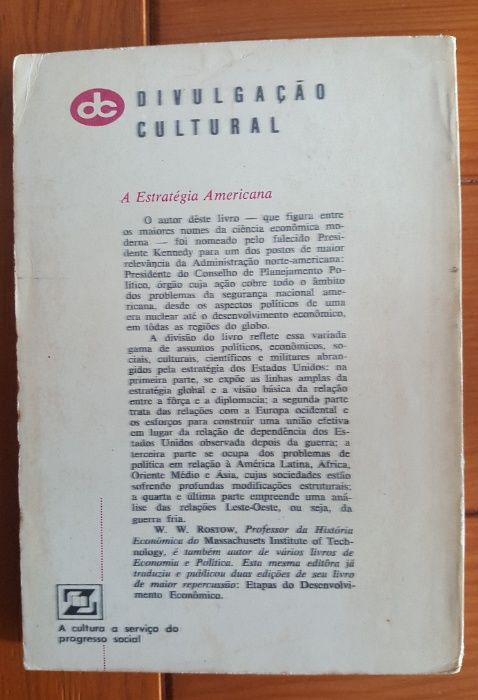 dc
DIVULGAÇÃO
CULTURAL
A Estratégia Americana
O autor dêste livro — que figura entre
os maiores nomes da ciência econômica mo-
derna — foi nomeado pelo falecido Presi-
dente Kennedy para um dos postos de maior
relevância da Administração norte-americana:
Presidente do Conselho de Planejamento Po-
lítico, órgão cuja ação cobre todo o âmbito
dos problemas da segurança nacional ame-
ricana, desde os aspectos políticos de uma
era nuclear até o desenvolvimento econômico,
em tôdas as regiões do globo.
A divisão do livro reflete essa variada
gama de assuntos políticos, econômicos, so-
ciais, culturais, científicos e militares abran-
gidos pela estratégia dos Estados Unidos: na
primeira parte, se expõe as linhas amplas da
estratégia global e a visão básica da relação
entre a fôrça e a diplomacia; a segunda parte
trata das relações com a Europa ocidental e
os esforços para construir uma união efetiva
em lugar da relação de dependência dos Es-
tados Unidos observada depois da guerra; a
terceira parte se ocupa dos problemas de
política em relação à América Latina, África,
Oriente Médio e Ásia, cujas sociedades estão
sofrendo profundas modificações estruturais;
a quarta e última parte empreende uma aná-
lise das relações Leste-Oeste, ou seja, da
guerra fria.
W. W. ROSTOW, Professor da História
Econômica do Massachusets Institute of Tech-
nology, é também autor de vários livros de
Economia e Política. Esta mesma editôra já
traduziu e publicou duas edições de seu livro
de maior repercussão: Etapas do Desenvolvi-
mento Econômico.
A cultura a serviço do
progresso social